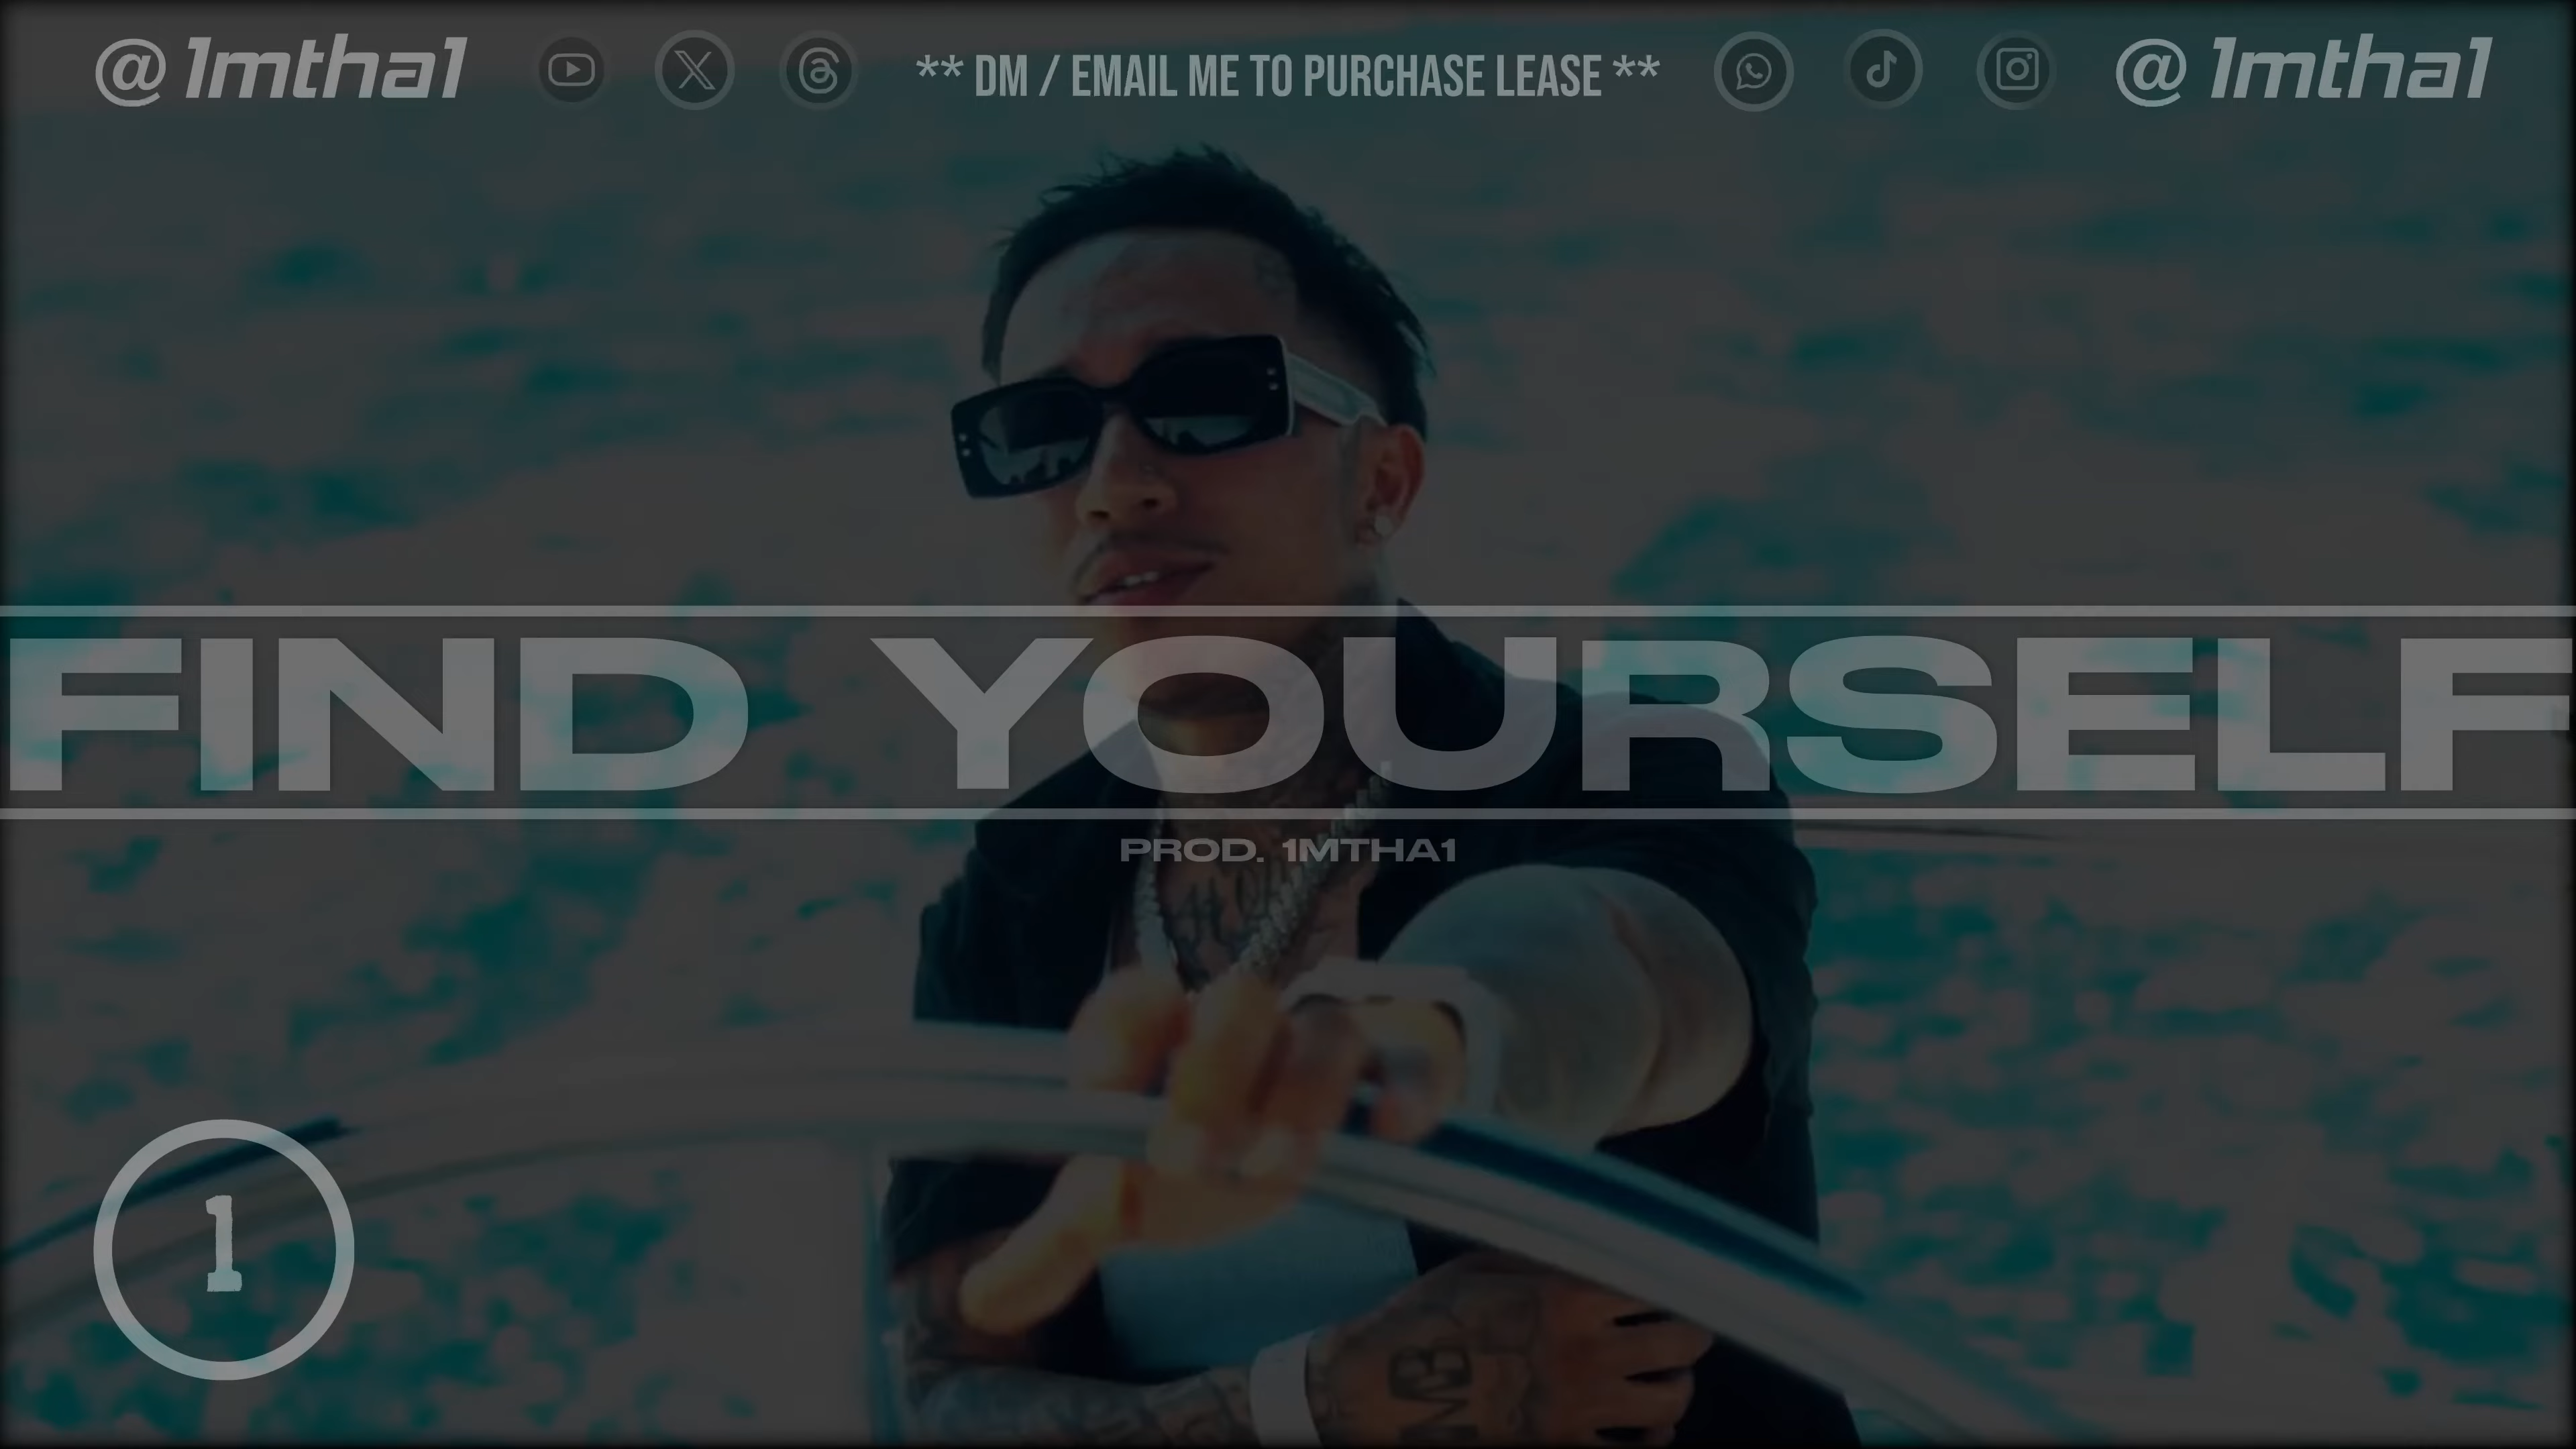 @1mtha1
** DM / EMAIL ME TO PURCHASE LEASE **
@1mtha1
FIND YOURSELF
PROD. 1MTHA1
1